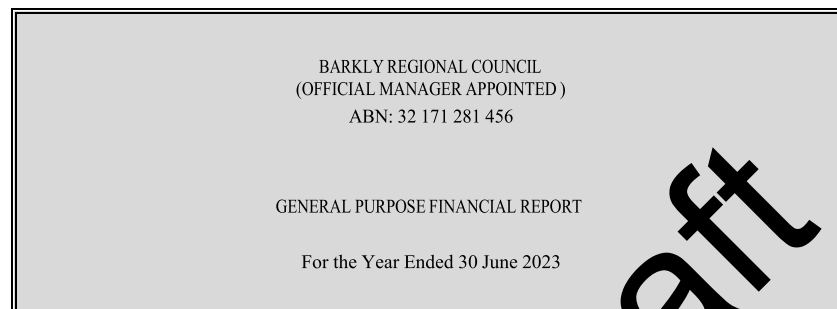 BARKLY REGIONAL COUNCIL
(OFFICIAL MANAGER APPOINTED )
ABN: 32 171 281 456
GENERAL PURPOSE FINANCIAL REPORT
For the Year Ended 30 June 2023
aft